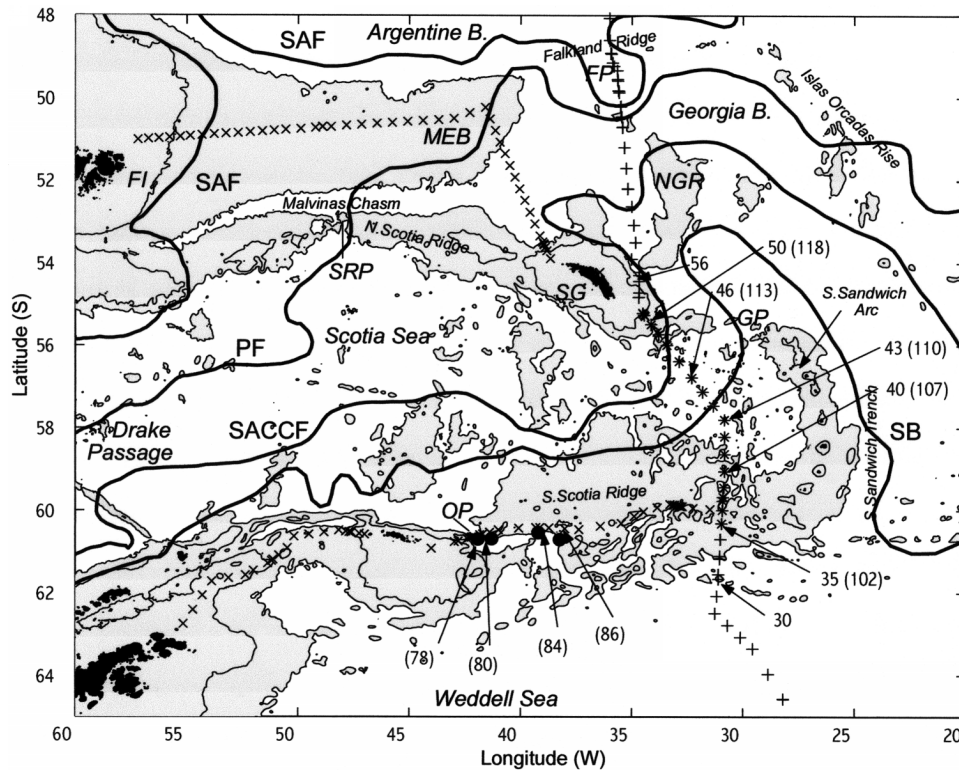 48
SAF
Argentine B.
Falkland Ridge
FP
Islas Orcadas Rise
50
Georgia B.
MEB
FI
SAF
NGR
52
Malvinas Chasm
N.Scotia Ridge
50 (118)
54
SRP
SG
56
46 (113)
S.Sandwich
Arc
GP
Scotia Sea
56
PF
43 (110)
40 (107)
58
Drake
Passage
SACCF
SB
Sandwich Trench
S.Scotia Ridge
60
OP
35 (102)
62
30
(78)
(80)
(84)
(86)
64
Weddell Sea
60
55
50
45
40
35
30
25
20
Latitude (S)
Longitude (W)